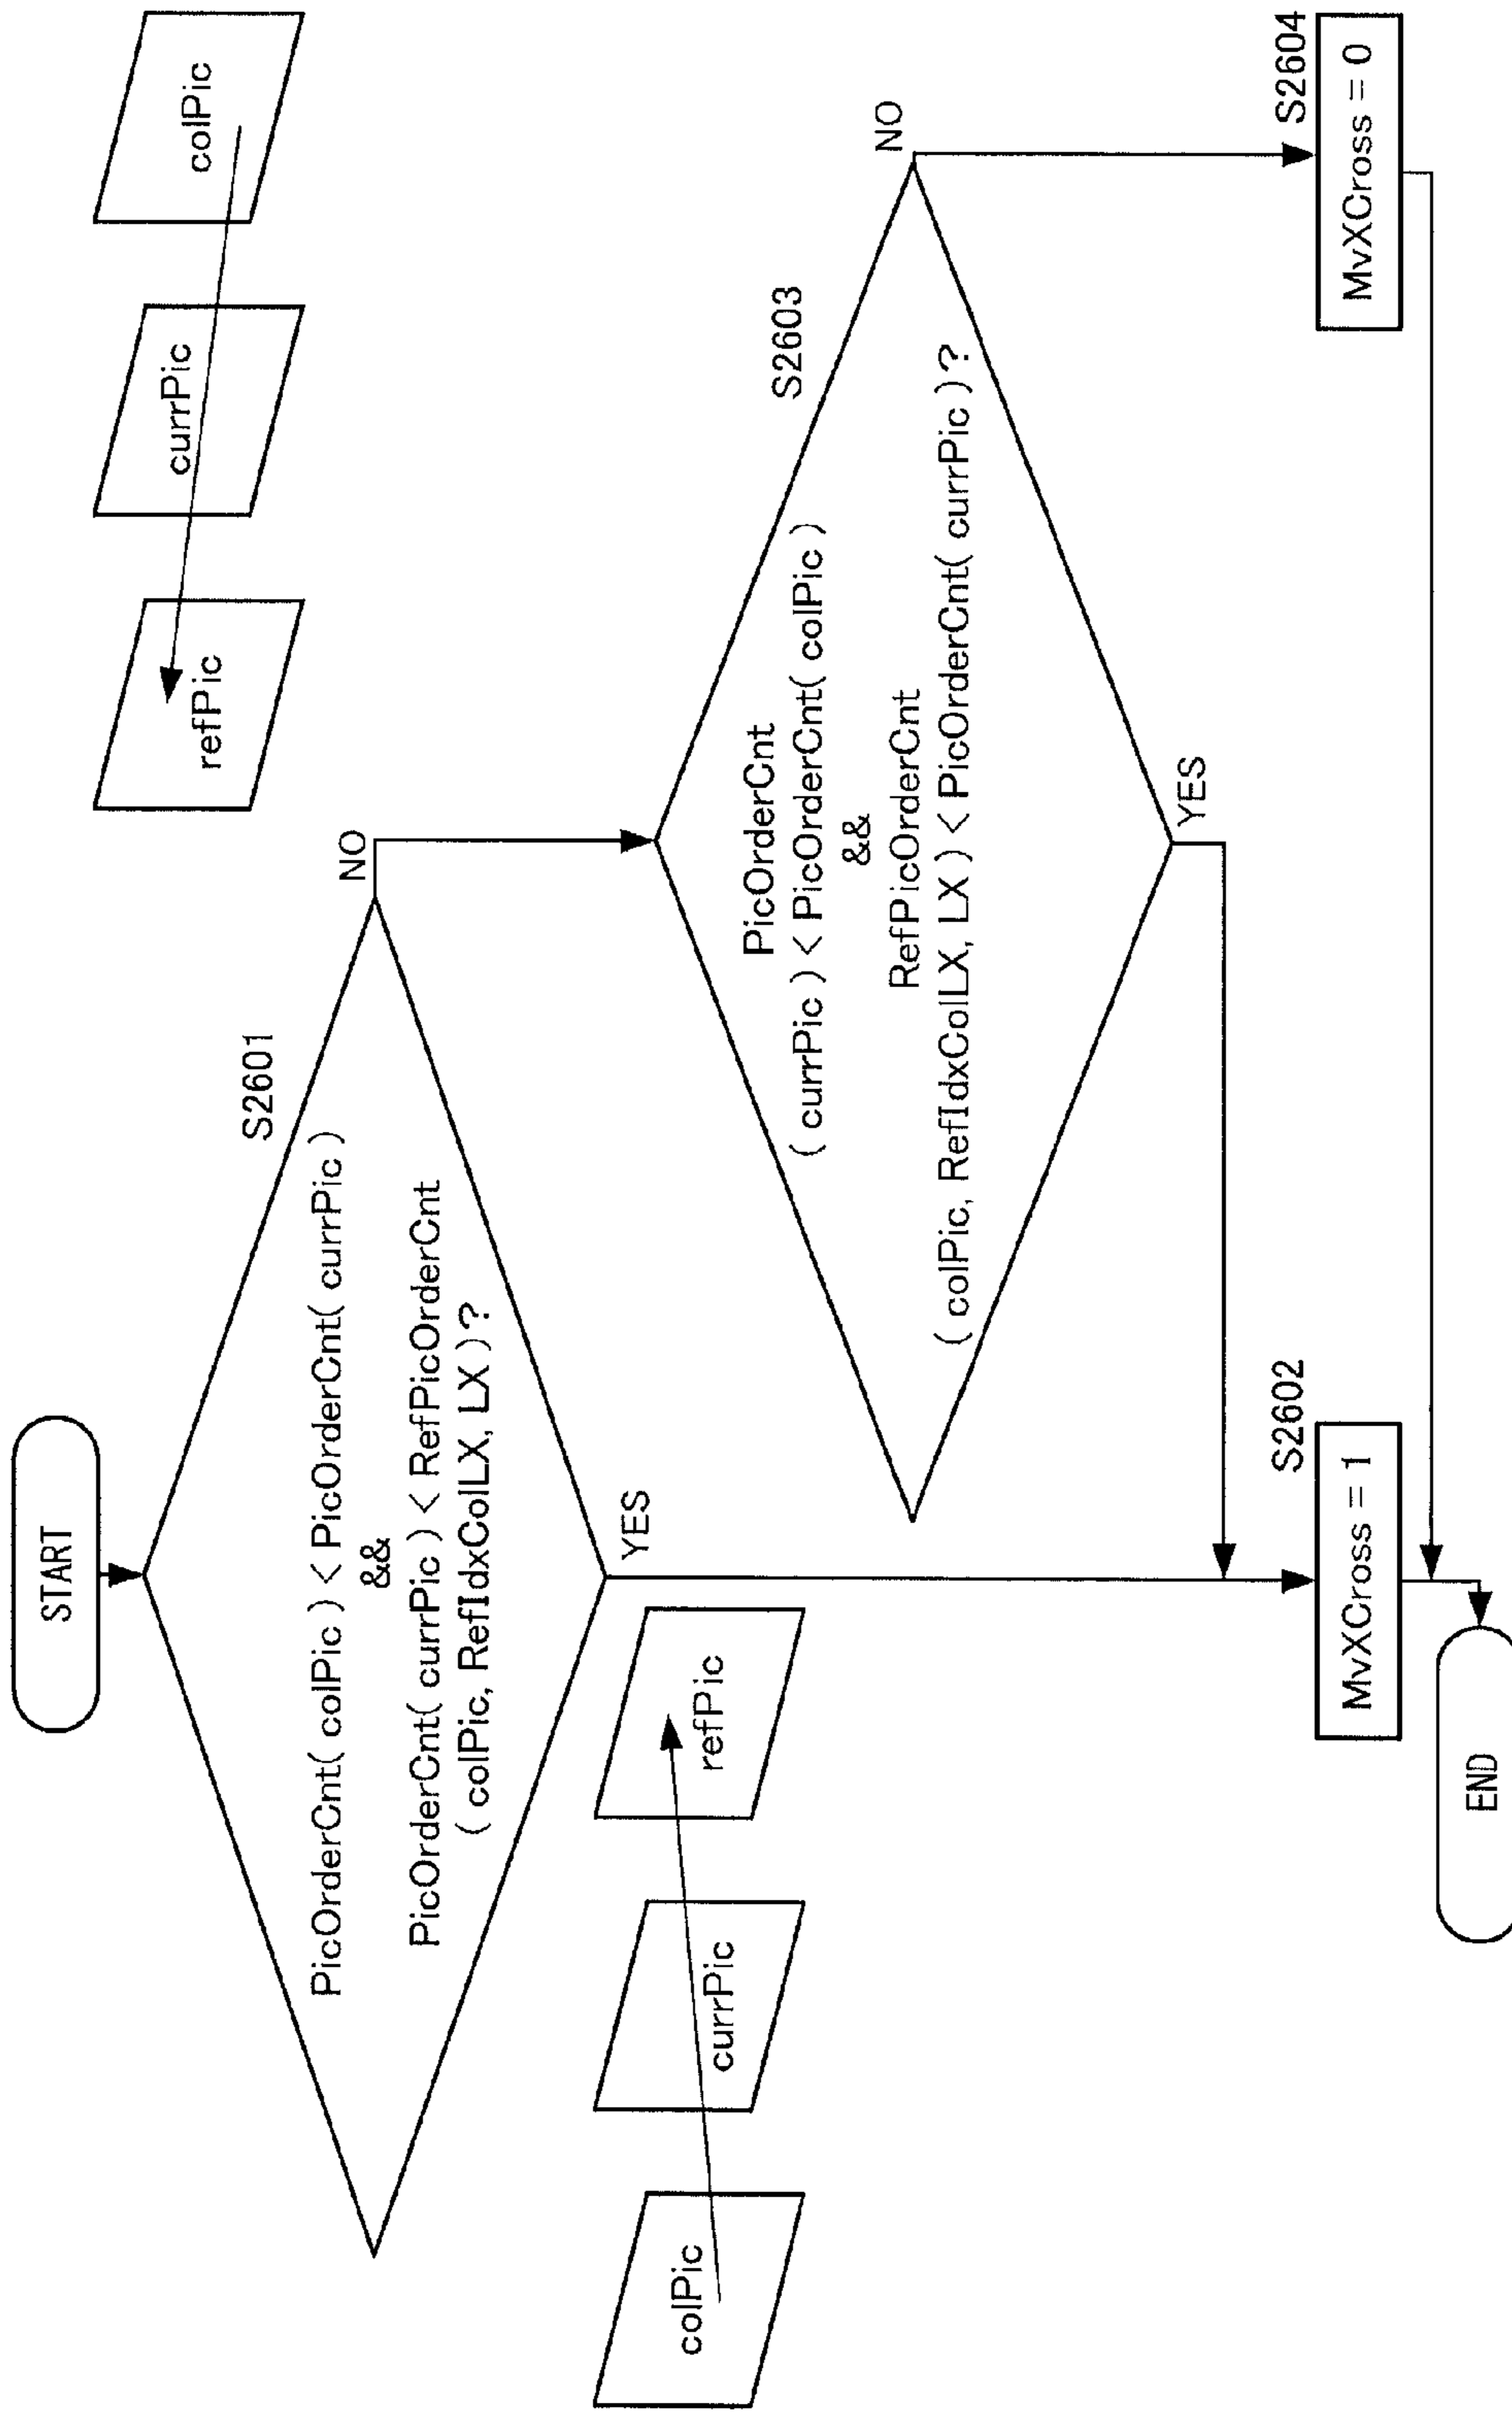 START
S2601
PicOrderCnt( colPic ) < PicOrderCnt( currPic )
&&
PicOrderCnt( currPic ) < RefPicOrderCnt
( colPic, RefIdxColLX, LX )?
NO
YES
refPic
currPic
colPic
colPic
currPic
refPic
S2603
PicOrderCnt
( currPic ) < PicOrderCnt( colPic )
&&
RefPicOrderCnt
( colPic, RefIdxColLX, LX ) < PicOrderCnt( currPic )?
NO
YES
S2602
MvXCross = 1
S2604
MvXCross = 0
END